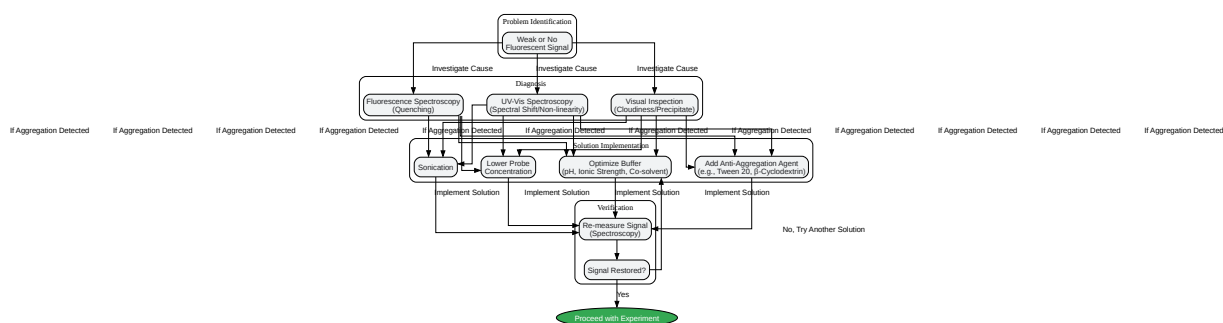 Problem Identification
Weak or No
Fluorescent Signal
Investigate Cause
Investigate Cause
Investigate Cause
Diagnosis
Fluorescence Spectroscopy
(Quenching)
UV-Vis Spectroscopy
(Spectral Shift/Non-linearity)
Visual Inspection
(Cloudiness/Precipitate)
If Aggregation Detected
If Aggregation Detected
If Aggregation Detected
If Aggregation Detected
If Aggregation Detected
If Aggregation Detected
If Aggregation Detected
If Aggregation Detected
If Aggregation Detected
If Aggregation Detected
If Aggregation Detected
If Aggregation Detected
Solution Implementation
Sonication
Lower Probe
Concentration
Optimize Buffer
(pH, Ionic Strength, Co-solvent)
Add Anti-Aggregation Agent
(e.g., Tween 20, β-Cyclodextrin)
Implement Solution
Implement Solution
Implement Solution
Implement Solution
Verification
Re-measure Signal
(Spectroscopy)
No, Try Another Solution
Signal Restored?
Yes
Proceed with Experiment